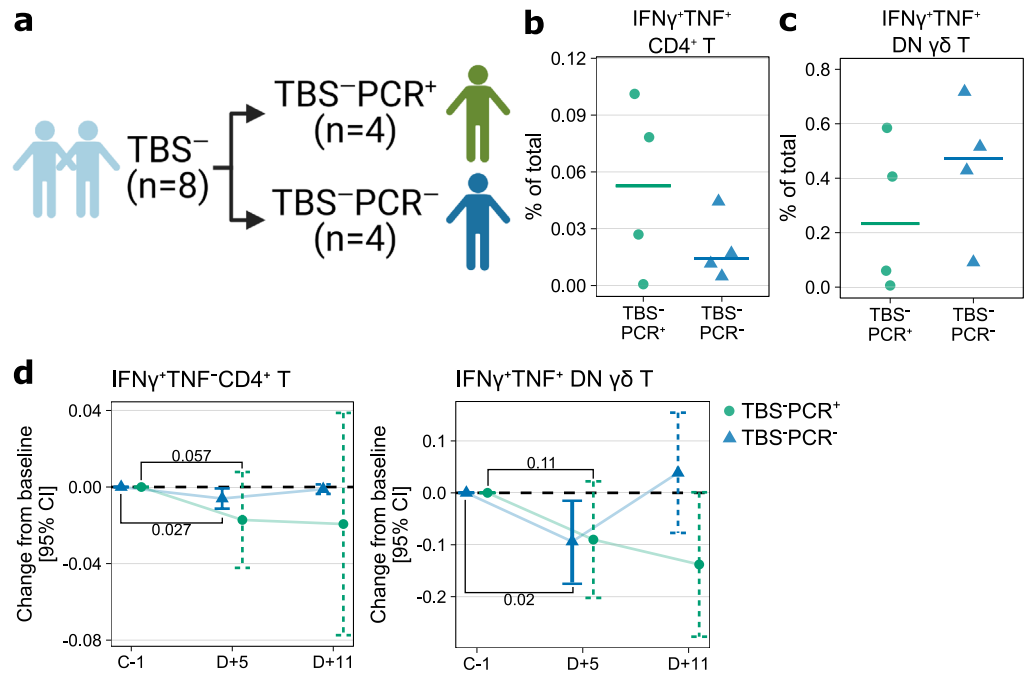 a
TBS⁻
(n=8)
TBS⁻PCR⁺
(n=4)
TBS⁻PCR⁻
(n=4)
b
IFNγ⁺TNF⁺
CD4⁺ T
% of total
0.12
0.09
0.06
0.03
0.00
TBS⁻
PCR⁺
TBS⁻
PCR⁻
c
IFNγ⁺TNF⁺
DN γδ T
% of total
0.8
0.6
0.4
0.2
0.0
TBS⁻
PCR⁺
TBS⁻
PCR⁻
d
IFNγ⁺TNF⁻CD4⁺ T
Change from baseline
[95% CI]
0.04
0.00
-0.04
-0.08
0.057
0.027
C-1
D+5
D+11
IFNγ⁺TNF⁺ DN γδ T
Change from baseline
[95% CI]
0.1
0.0
-0.1
-0.2
0.11
0.02
C-1
D+5
D+11
TBS⁻PCR⁺
TBS⁻PCR⁻